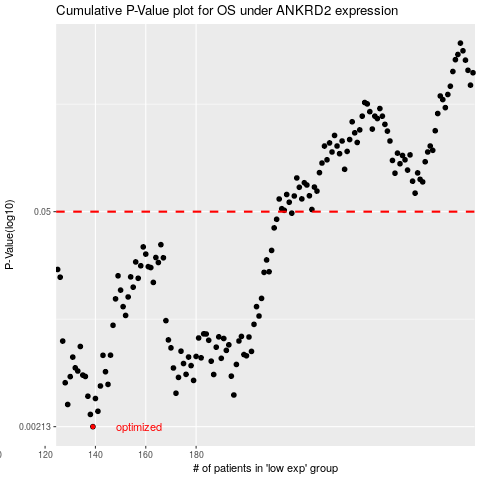 Cumulative P-Value plot for OS under ANKRD2 expression
P-Value(log10)
0.05
0.00213
optimized
0 120 140 160 180
# of patients in 'low exp' group